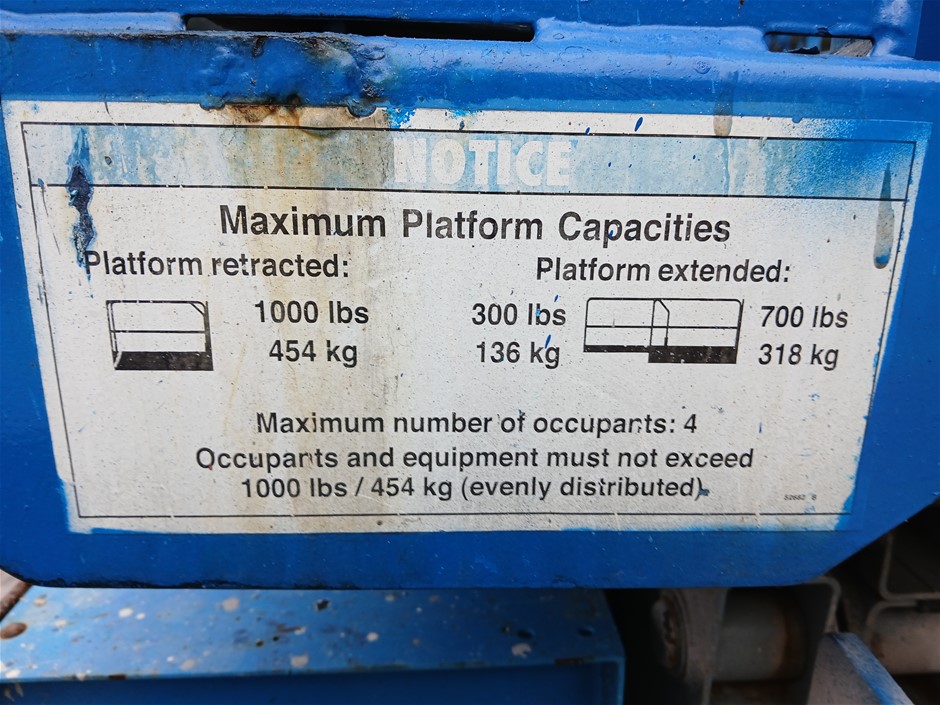 NOTICE
Maximum Platform Capacities
Platform retracted: Platform extended:
1000 lbs 300 lbs 700 lbs
454 kg 136 kg 318 kg
Maximum number of occupants: 4
Occupants and equipment must not exceed
1000 lbs / 454 kg (evenly distributed).